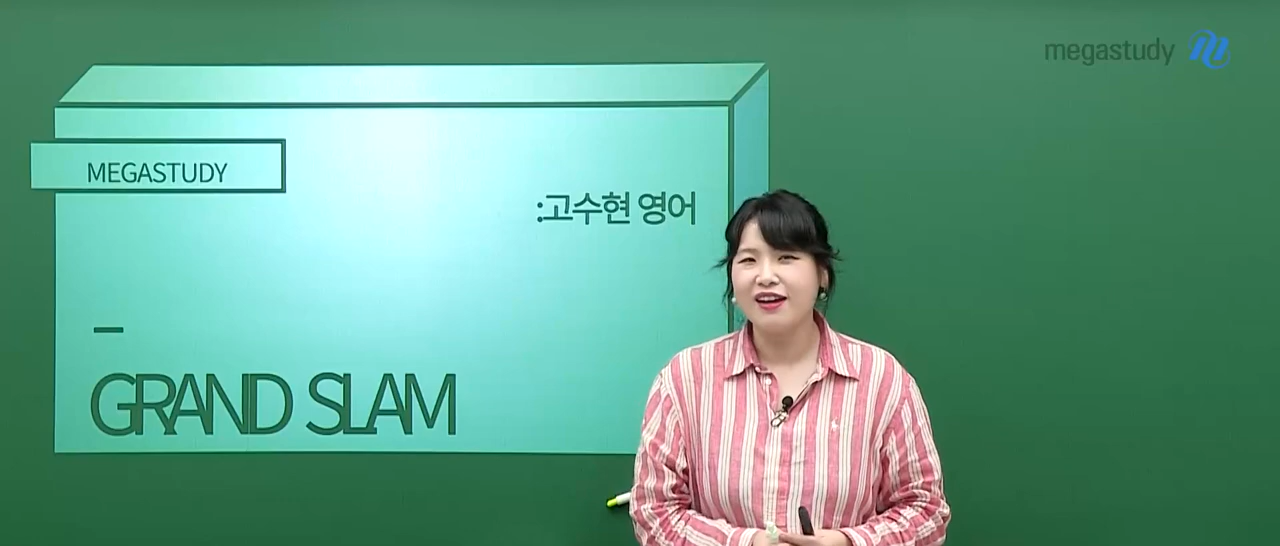 megastudy
MEGASTUDY
:고수현 영어
GRAND SLAM